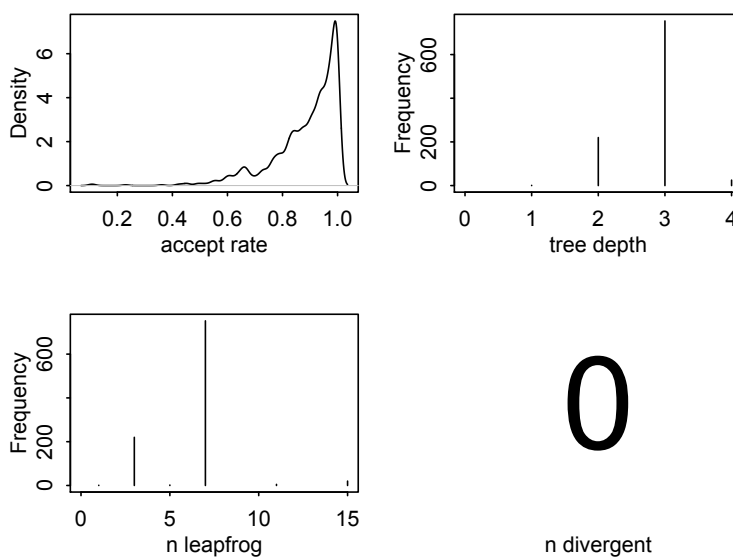 Density
0 2 4 6
0.2 0.4 0.6 0.8 1.0
accept rate
Frequency
0 200 600
0 1 2 3 4
tree depth
Frequency
0 200 600
0 5 10 15
n leapfrog
0
n divergent